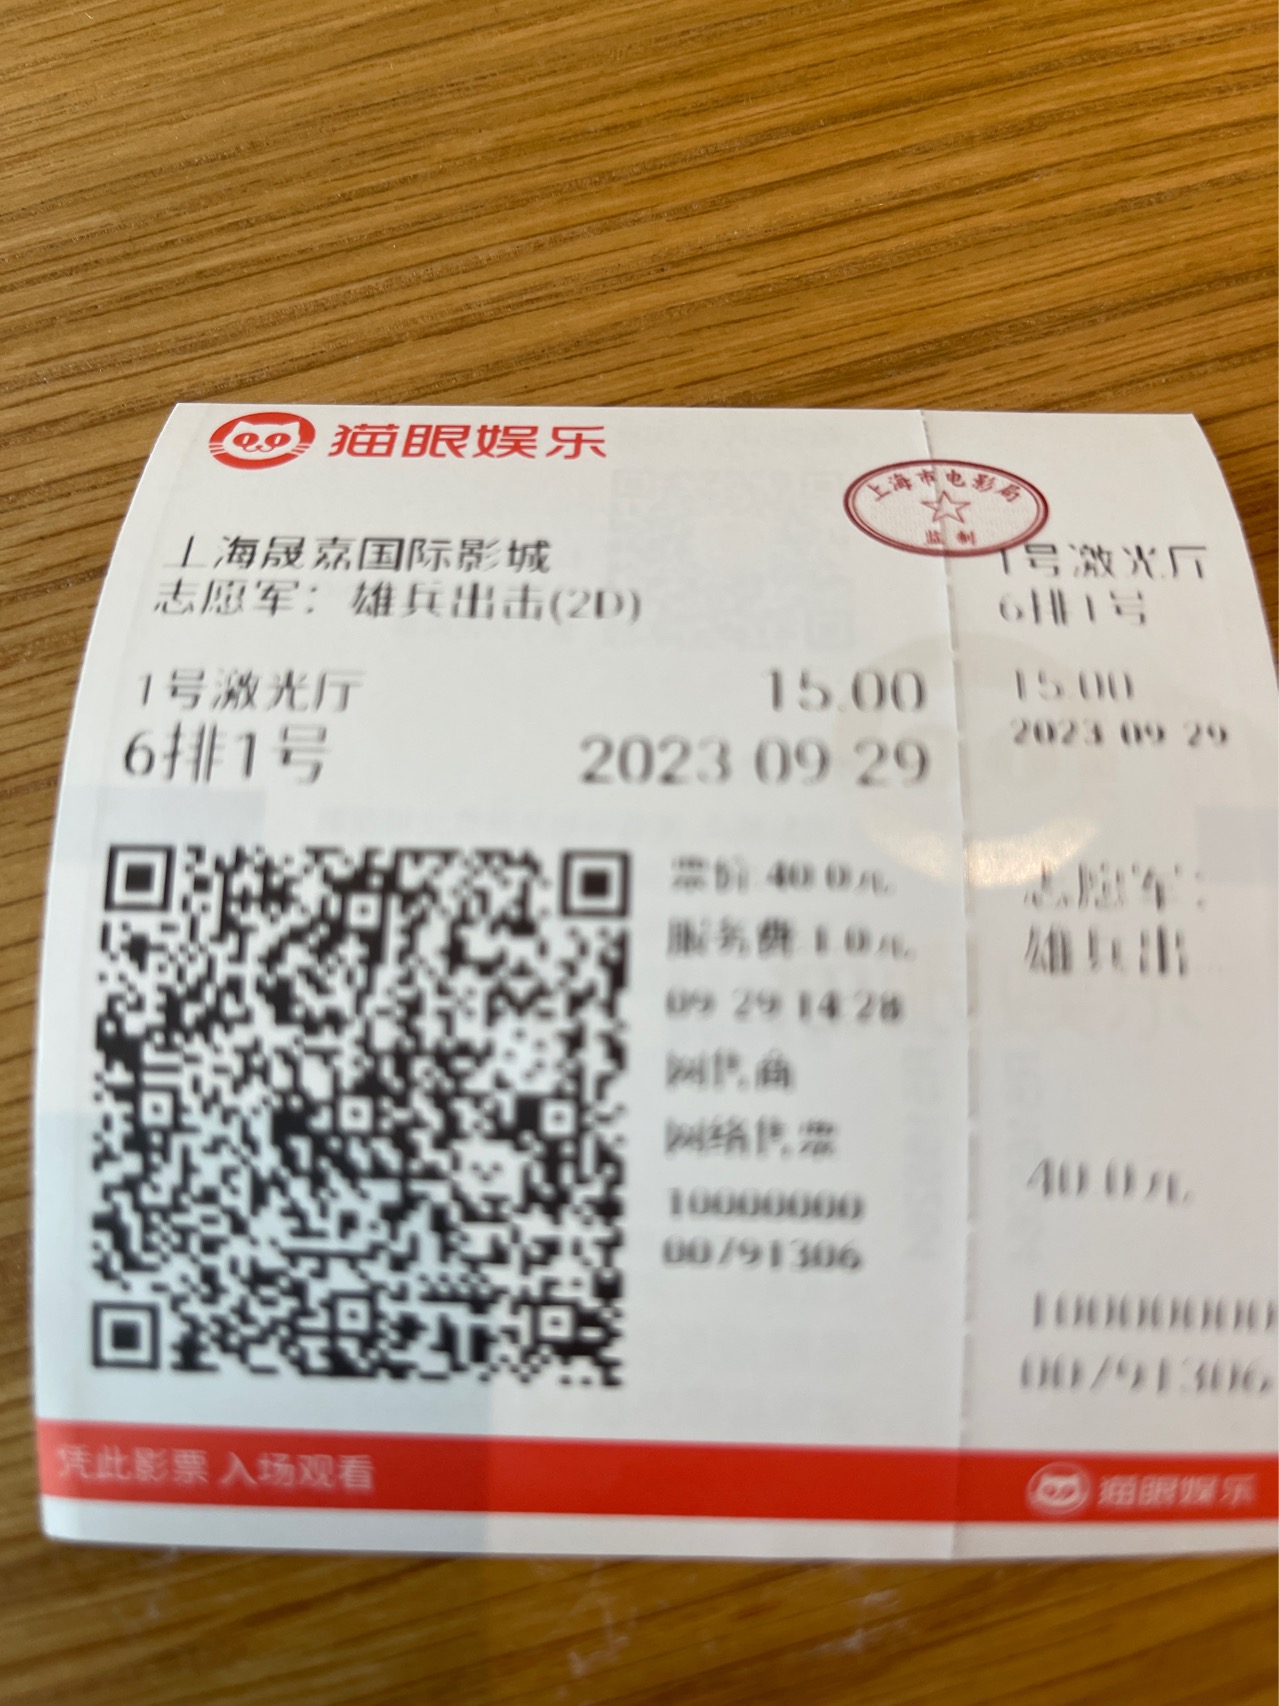 猫眼娱乐
上海市电影局
监制
上海晟嘉国际影城
志愿军：雄兵出击(2D)
1号激光厅
15.00
6排1号
2023 09 29
票价 40.0元
服务费 1.0元
09 29 14 28
网代商
网络代票
10000000
00791306
1号激光厅
6排1号
15.00
2023 09 29
志愿军：
雄兵出
40.0元
100000000
00791306
凭此影票 入场观看
猫眼娱乐